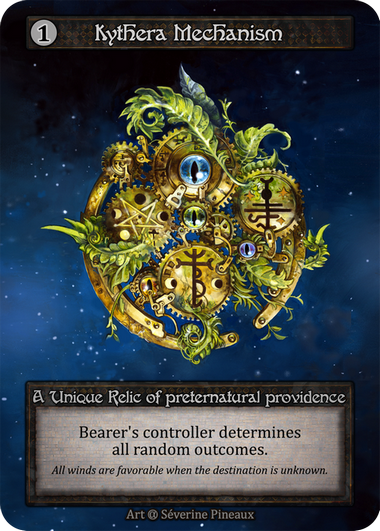 1
Kythera Mechanism
A Unique Relic of preternatural providence
Bearer's controller determines
all random outcomes.
All winds are favorable when the destination is unknown.
Art @ Séverine Pineaux